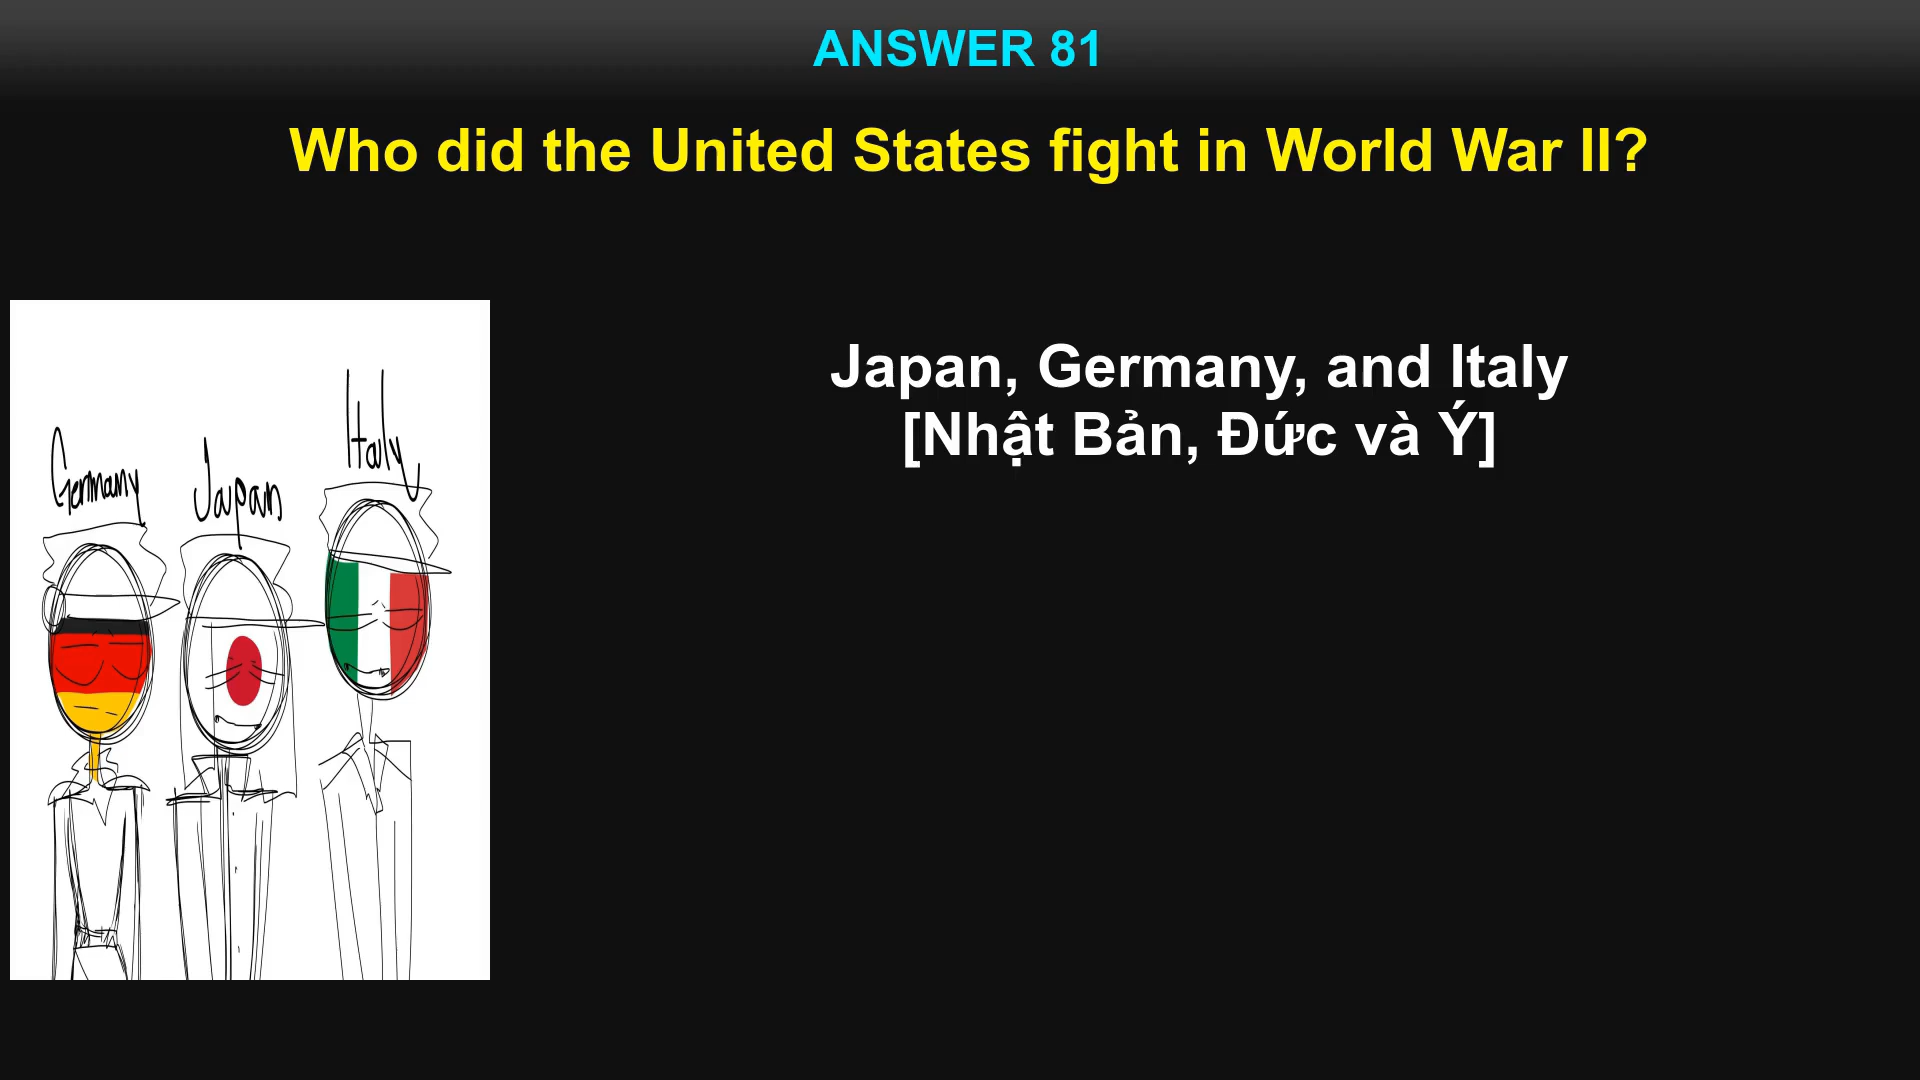 ANSWER 81
Who did the United States fight in World War II?
Germany
Japan
Italy
Japan, Germany, and Italy
[Nhật Bản, Đức và Ý]